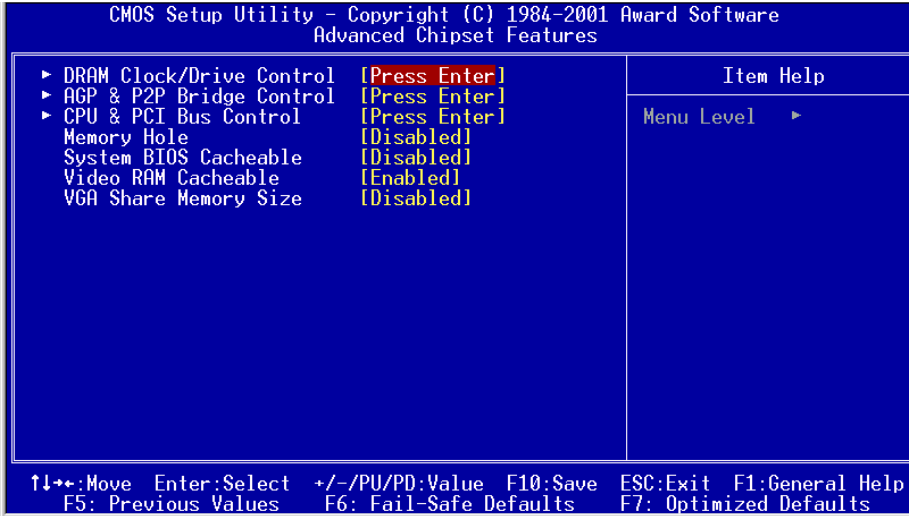 CMOS Setup Utility – Copyright (C) 1984–2001 Award Software
Advanced Chipset Features
► DRAM Clock/Drive Control [Press Enter]
► AGP & P2P Bridge Control [Press Enter]
► CPU & PCI Bus Control [Press Enter]
Memory Hole [Disabled]
System BIOS Cacheable [Disabled]
Video RAM Cacheable [Enabled]
VGA Share Memory Size [Disabled]
Item Help
Menu Level ►
↑↓→←:Move Enter:Select +/-/PU/PD:Value F10:Save ESC:Exit F1:General Help
F5: Previous Values F6: Fail-Safe Defaults F7: Optimized Defaults